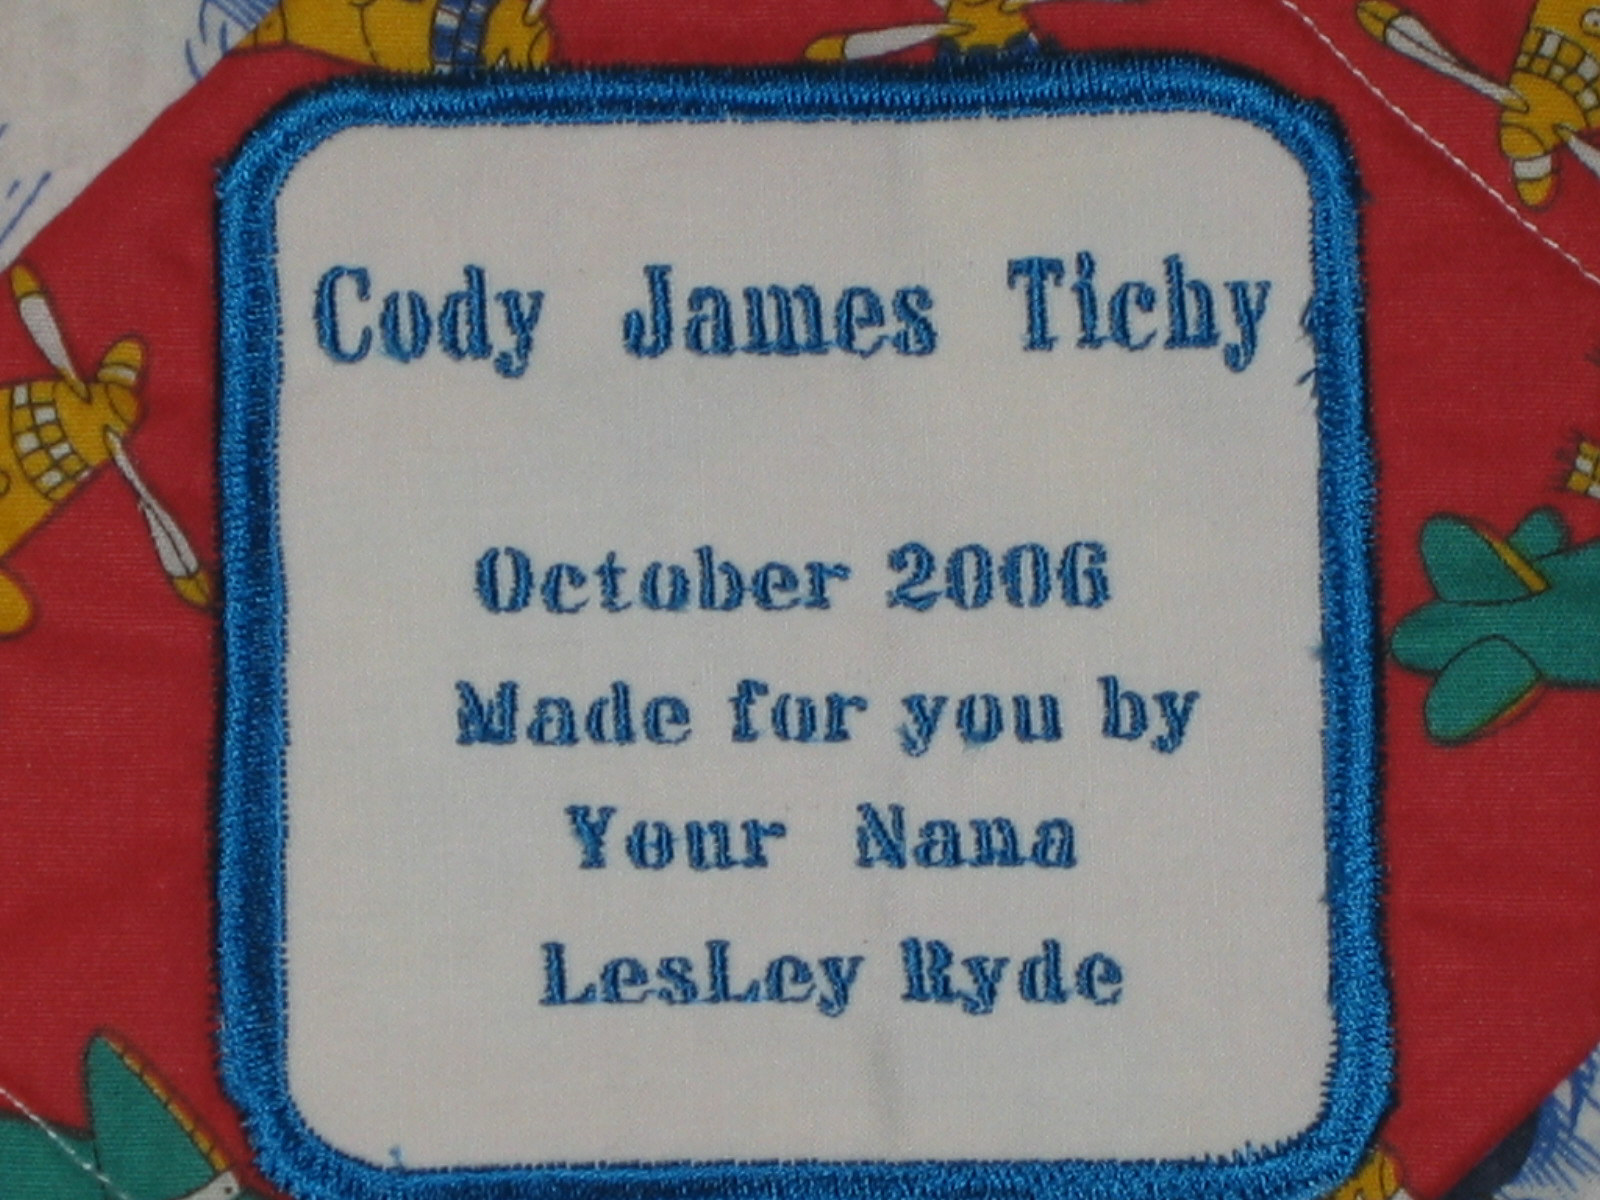 Cody James Tichy
October 2006
Made for you by
Your Nana
LesLey Ryde